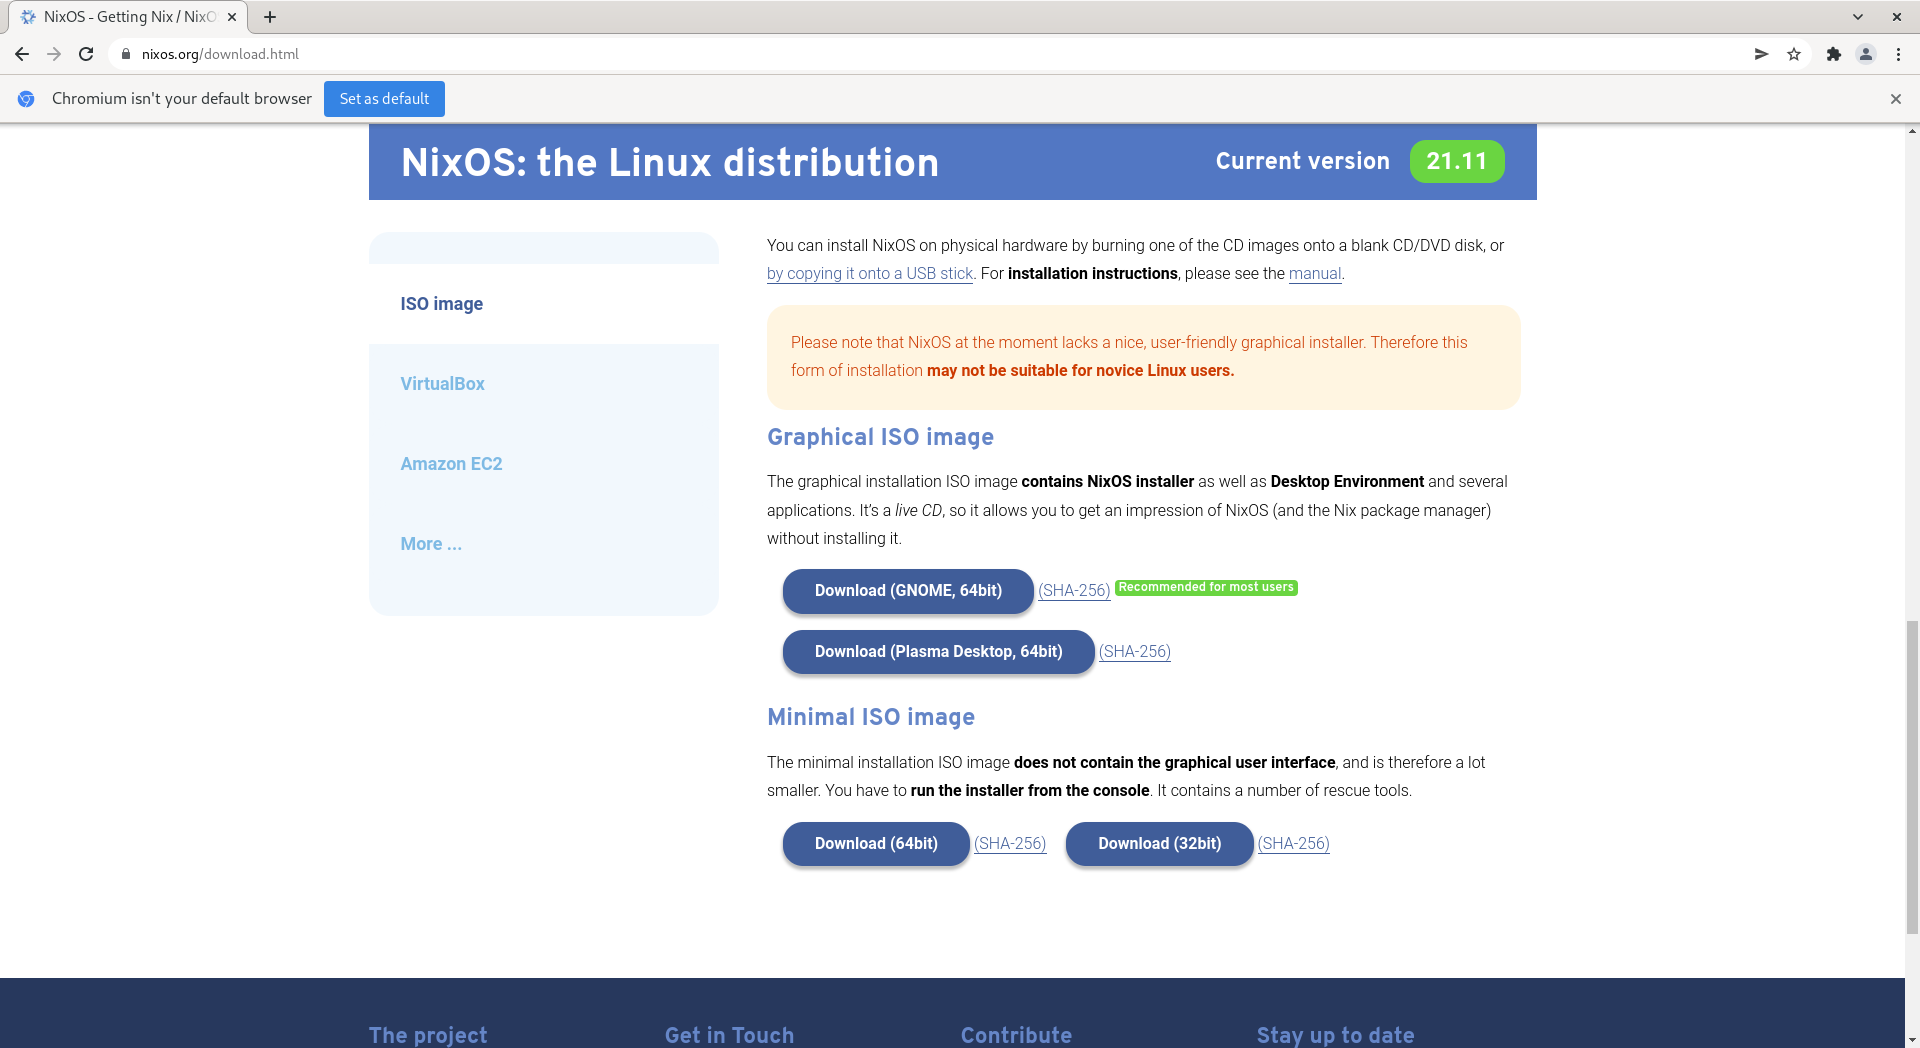 NixOS - Getting Nix / NixO
nixos.org/download.html
Chromium isn't your default browser
Set as default
NixOS: the Linux distribution
Current version
21.11
ISO image
VirtualBox
Amazon EC2
More ...
You can install NixOS on physical hardware by burning one of the CD images onto a blank CD/DVD disk, or
by copying it onto a USB stick. For installation instructions, please see the manual.
Please note that NixOS at the moment lacks a nice, user-friendly graphical installer. Therefore this
form of installation may not be suitable for novice Linux users.
Graphical ISO image
The graphical installation ISO image contains NixOS installer as well as Desktop Environment and several
applications. It's a live CD, so it allows you to get an impression of NixOS (and the Nix package manager)
without installing it.
Download (GNOME, 64bit) (SHA-256) Recommended for most users
Download (Plasma Desktop, 64bit) (SHA-256)
Minimal ISO image
The minimal installation ISO image does not contain the graphical user interface, and is therefore a lot
smaller. You have to run the installer from the console. It contains a number of rescue tools.
Download (64bit) (SHA-256) Download (32bit) (SHA-256)
The project
Get in Touch
Contribute
Stay up to date